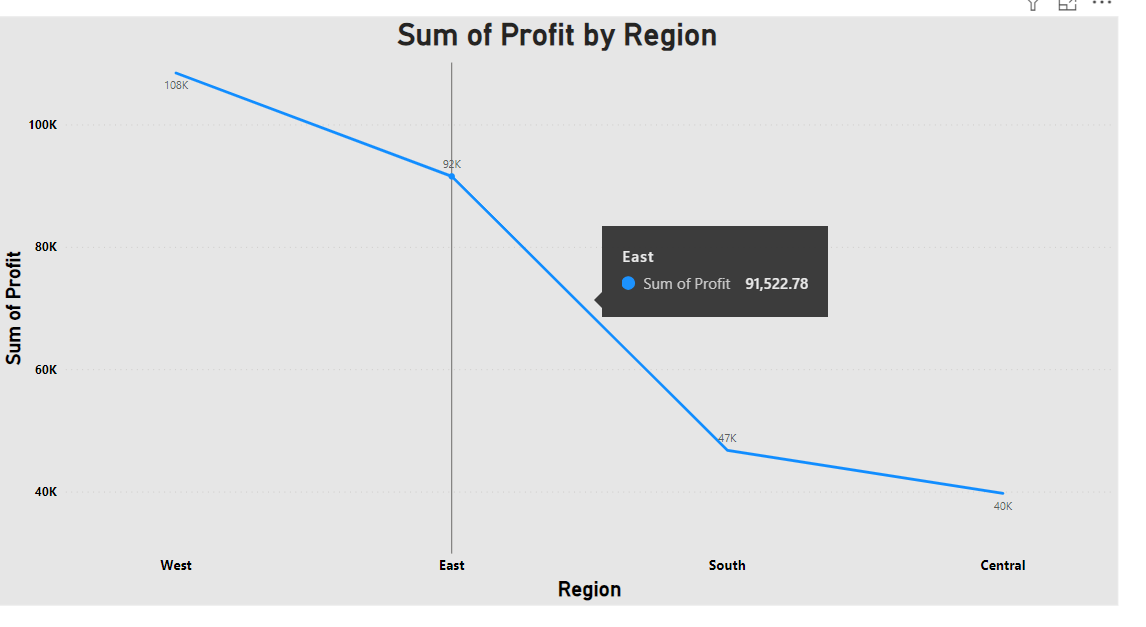 Sum of Profit by Region
108K
100K
92K
80K
East
Sum of Profit 91,522.78
Sum of Profit
60K
47K
40K
40K
West East South Central
Region